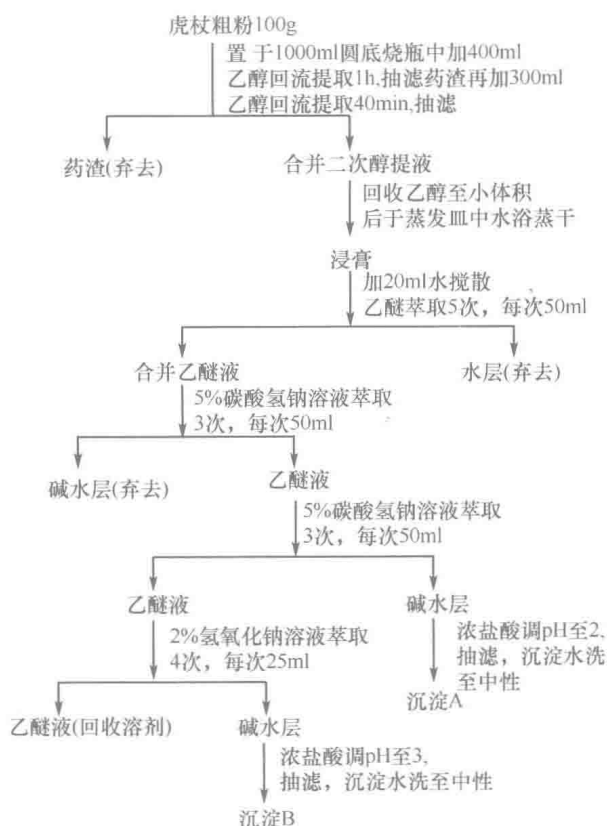 虎杖粗粉100g
置于1000ml圆底烧瓶中加400ml
乙醇回流提取1h,抽滤药渣再加300ml
乙醇回流提取40min,抽滤
药渣(弃去)
合并二次醇提液
回收乙醇至小体积
后于蒸发皿中水浴蒸干
浸膏
加20ml水搅散
乙醚萃取5次，每次50ml
合并乙醚液
水层(弃去)
5%碳酸氢钠溶液萃取
3次，每次50ml
碱水层(弃去)
乙醚液
5%碳酸氢钠溶液萃取
3次，每次50ml
乙醚液
碱水层
2%氢氧化钠溶液萃取
4次，每次25ml
浓盐酸调pH至2,
抽滤，沉淀水洗
至中性
沉淀A
乙醚液(回收溶剂)
碱水层
浓盐酸调pH至3,
抽滤，沉淀水洗至中性
沉淀B